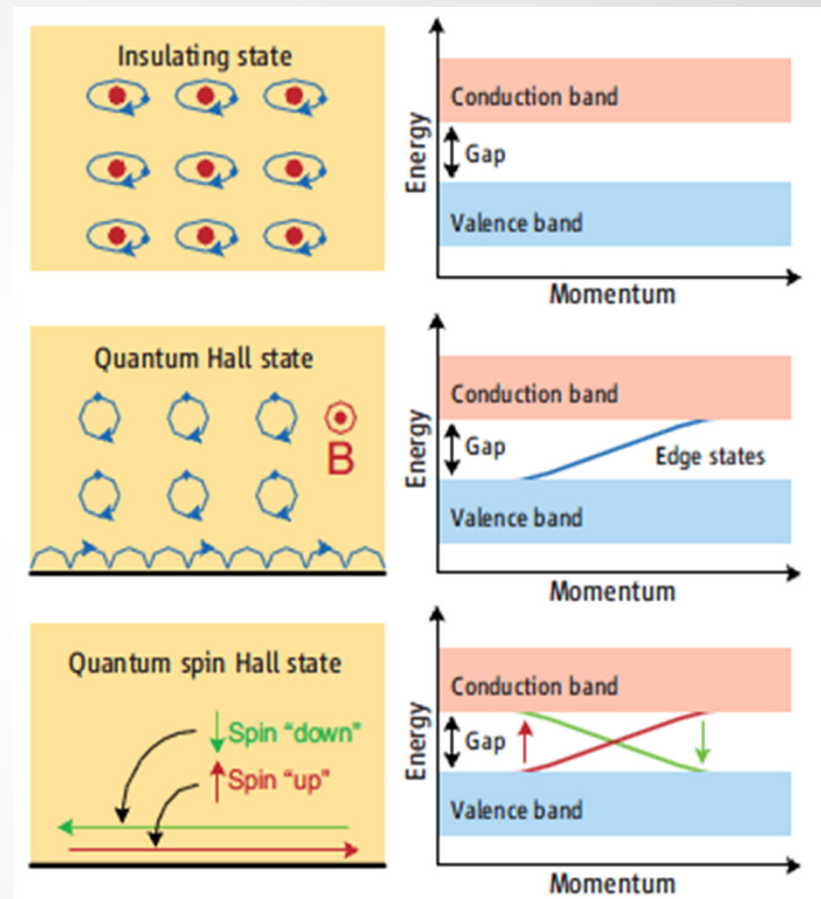 Insulating state
Energy
Conduction band
Gap
Valence band
Momentum
Quantum Hall state
B
Energy
Conduction band
Gap
Edge states
Valence band
Momentum
Quantum spin Hall state
Spin "down"
Spin "up"
Energy
Conduction band
Gap
Valence band
Momentum